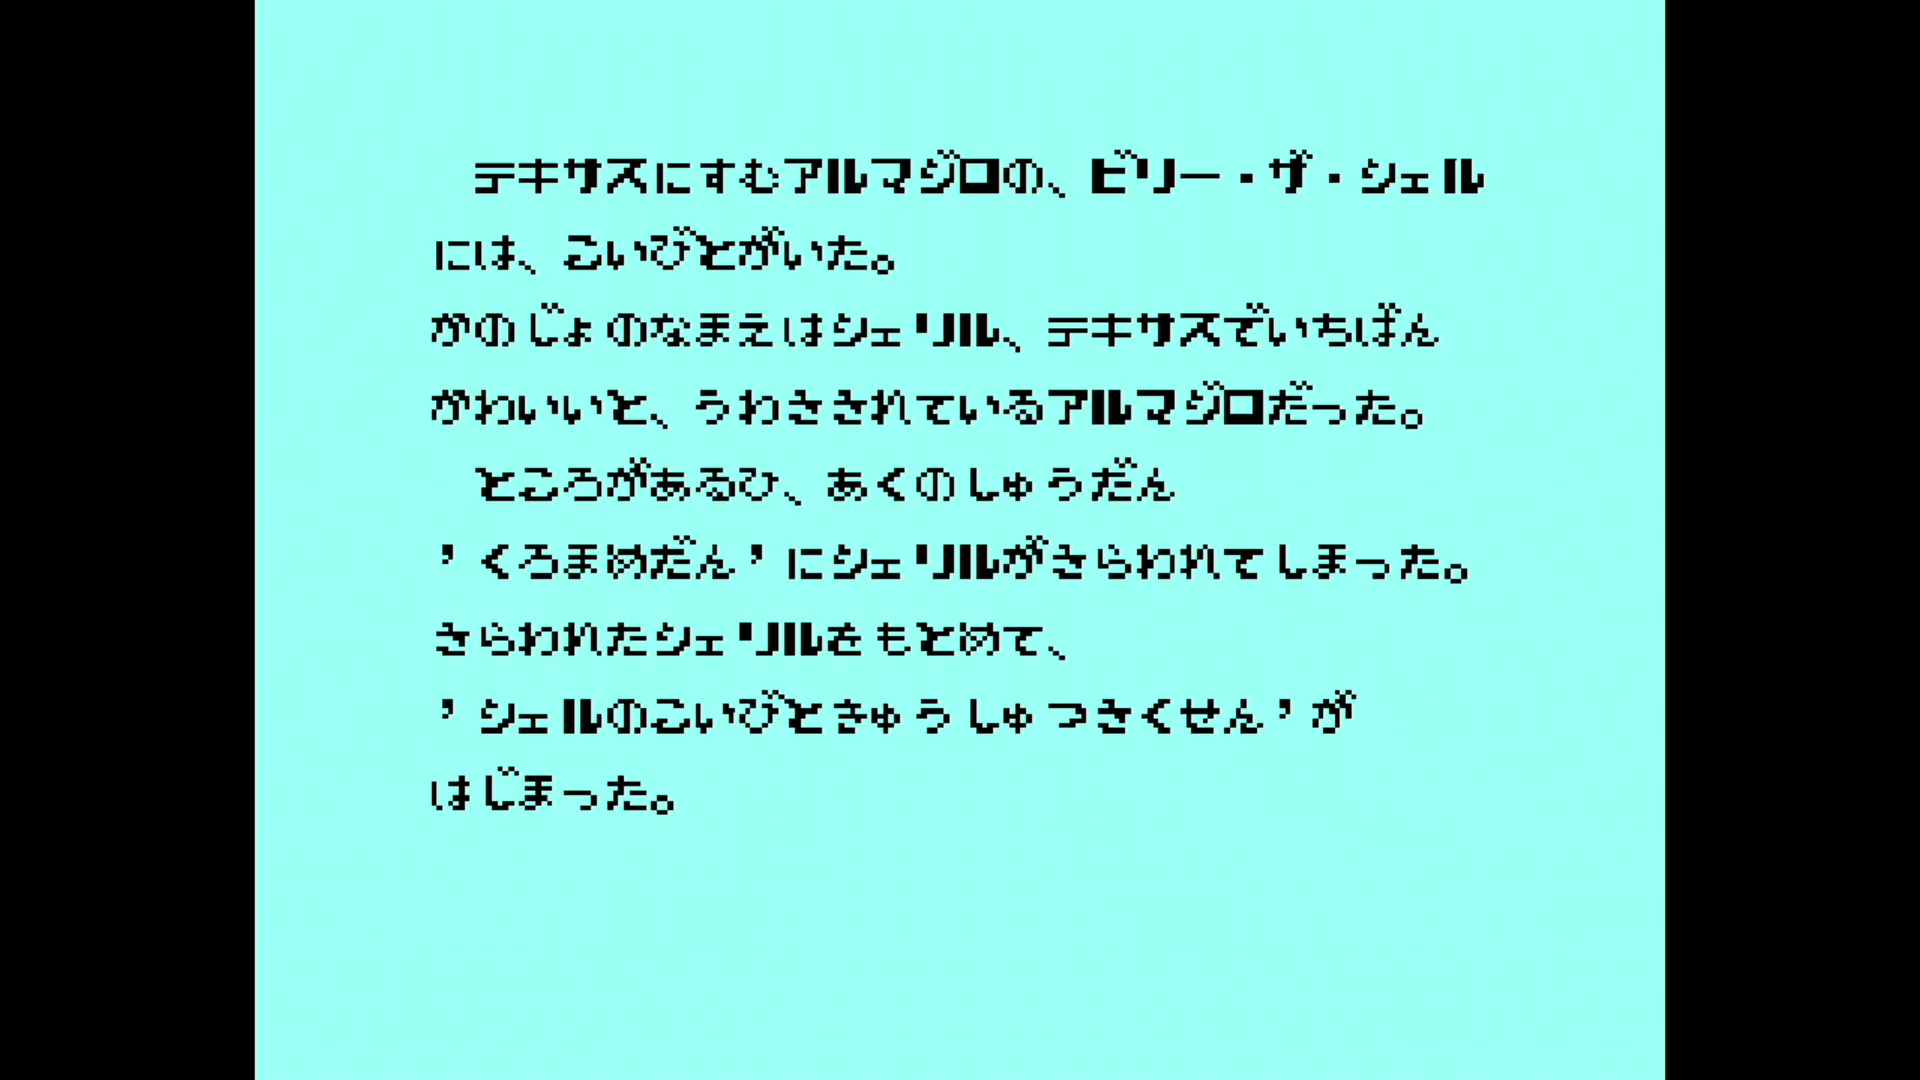 テキサスにすむアルマジロの、ビリー・ザ・シェル
には、こいびとがいた。
かのじょのなまえはシェリル、テキサスでいちばん
かわいいと、うわさされているアルマジロだった。
ところがあるひ、あくのしゅうだん
’くろまめだん’にシェリルがさらわれてしまった。
さらわれたシェリルをもとめて、
’シェルのこいびときゅうしゅつさくせん’が
はじまった。